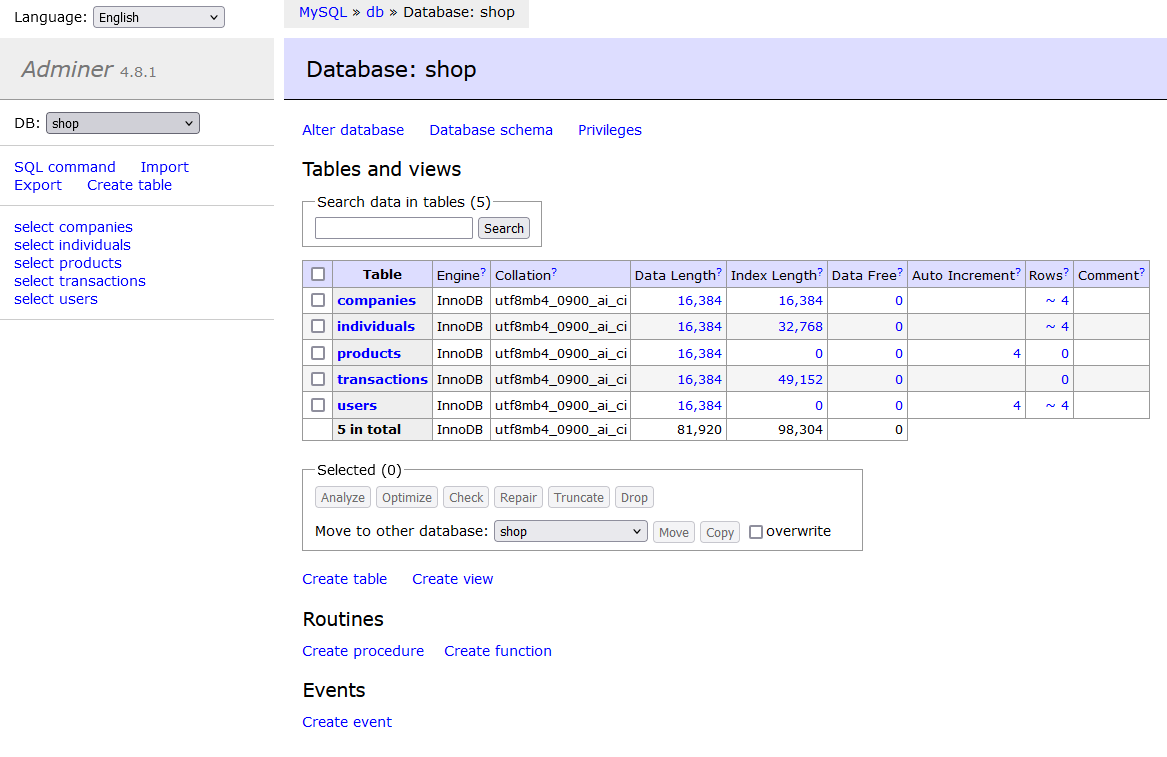 Language: English
MySQL » db » Database: shop
Adminer 4.8.1
Database: shop
DB: shop
SQL command Import
Export Create table
select companies
select individuals
select products
select transactions
select users
Alter database Database schema Privileges
Tables and views
Search data in tables (5)
Search
Table Engine? Collation? Data Length? Index Length? Data Free? Auto Increment? Rows? Comment?
companies InnoDB utf8mb4_0900_ai_ci 16,384 16,384 0 ~ 4
individuals InnoDB utf8mb4_0900_ai_ci 16,384 32,768 0 ~ 4
products InnoDB utf8mb4_0900_ai_ci 16,384 0 0 4 0
transactions InnoDB utf8mb4_0900_ai_ci 16,384 49,152 0 0
users InnoDB utf8mb4_0900_ai_ci 16,384 0 0 4 ~ 4
5 in total InnoDB utf8mb4_0900_ai_ci 81,920 98,304 0
Selected (0)
Analyze Optimize Check Repair Truncate Drop
Move to other database: shop Move Copy overwrite
Create table Create view
Routines
Create procedure Create function
Events
Create event